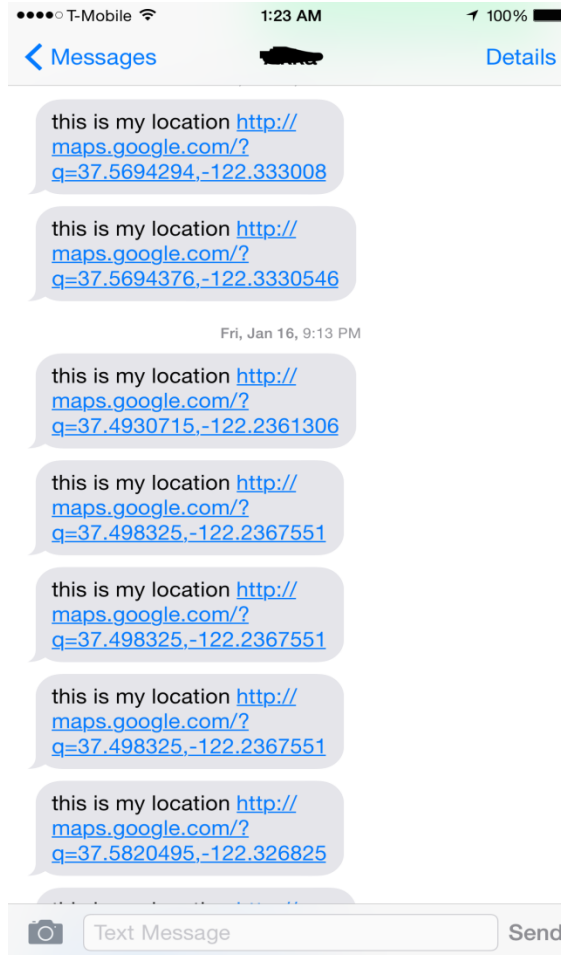 T-Mobile 1:23 AM 100%
Messages Details
this is my location http://
maps.google.com/?
q=37.5694294,-122.333008
this is my location http://
maps.google.com/?
q=37.5694376,-122.3330546
Fri, Jan 16, 9:13 PM
this is my location http://
maps.google.com/?
q=37.4930715,-122.2361306
this is my location http://
maps.google.com/?
q=37.498325,-122.2367551
this is my location http://
maps.google.com/?
q=37.498325,-122.2367551
this is my location http://
maps.google.com/?
q=37.498325,-122.2367551
this is my location http://
maps.google.com/?
q=37.5820495,-122.326825
Text Message Send